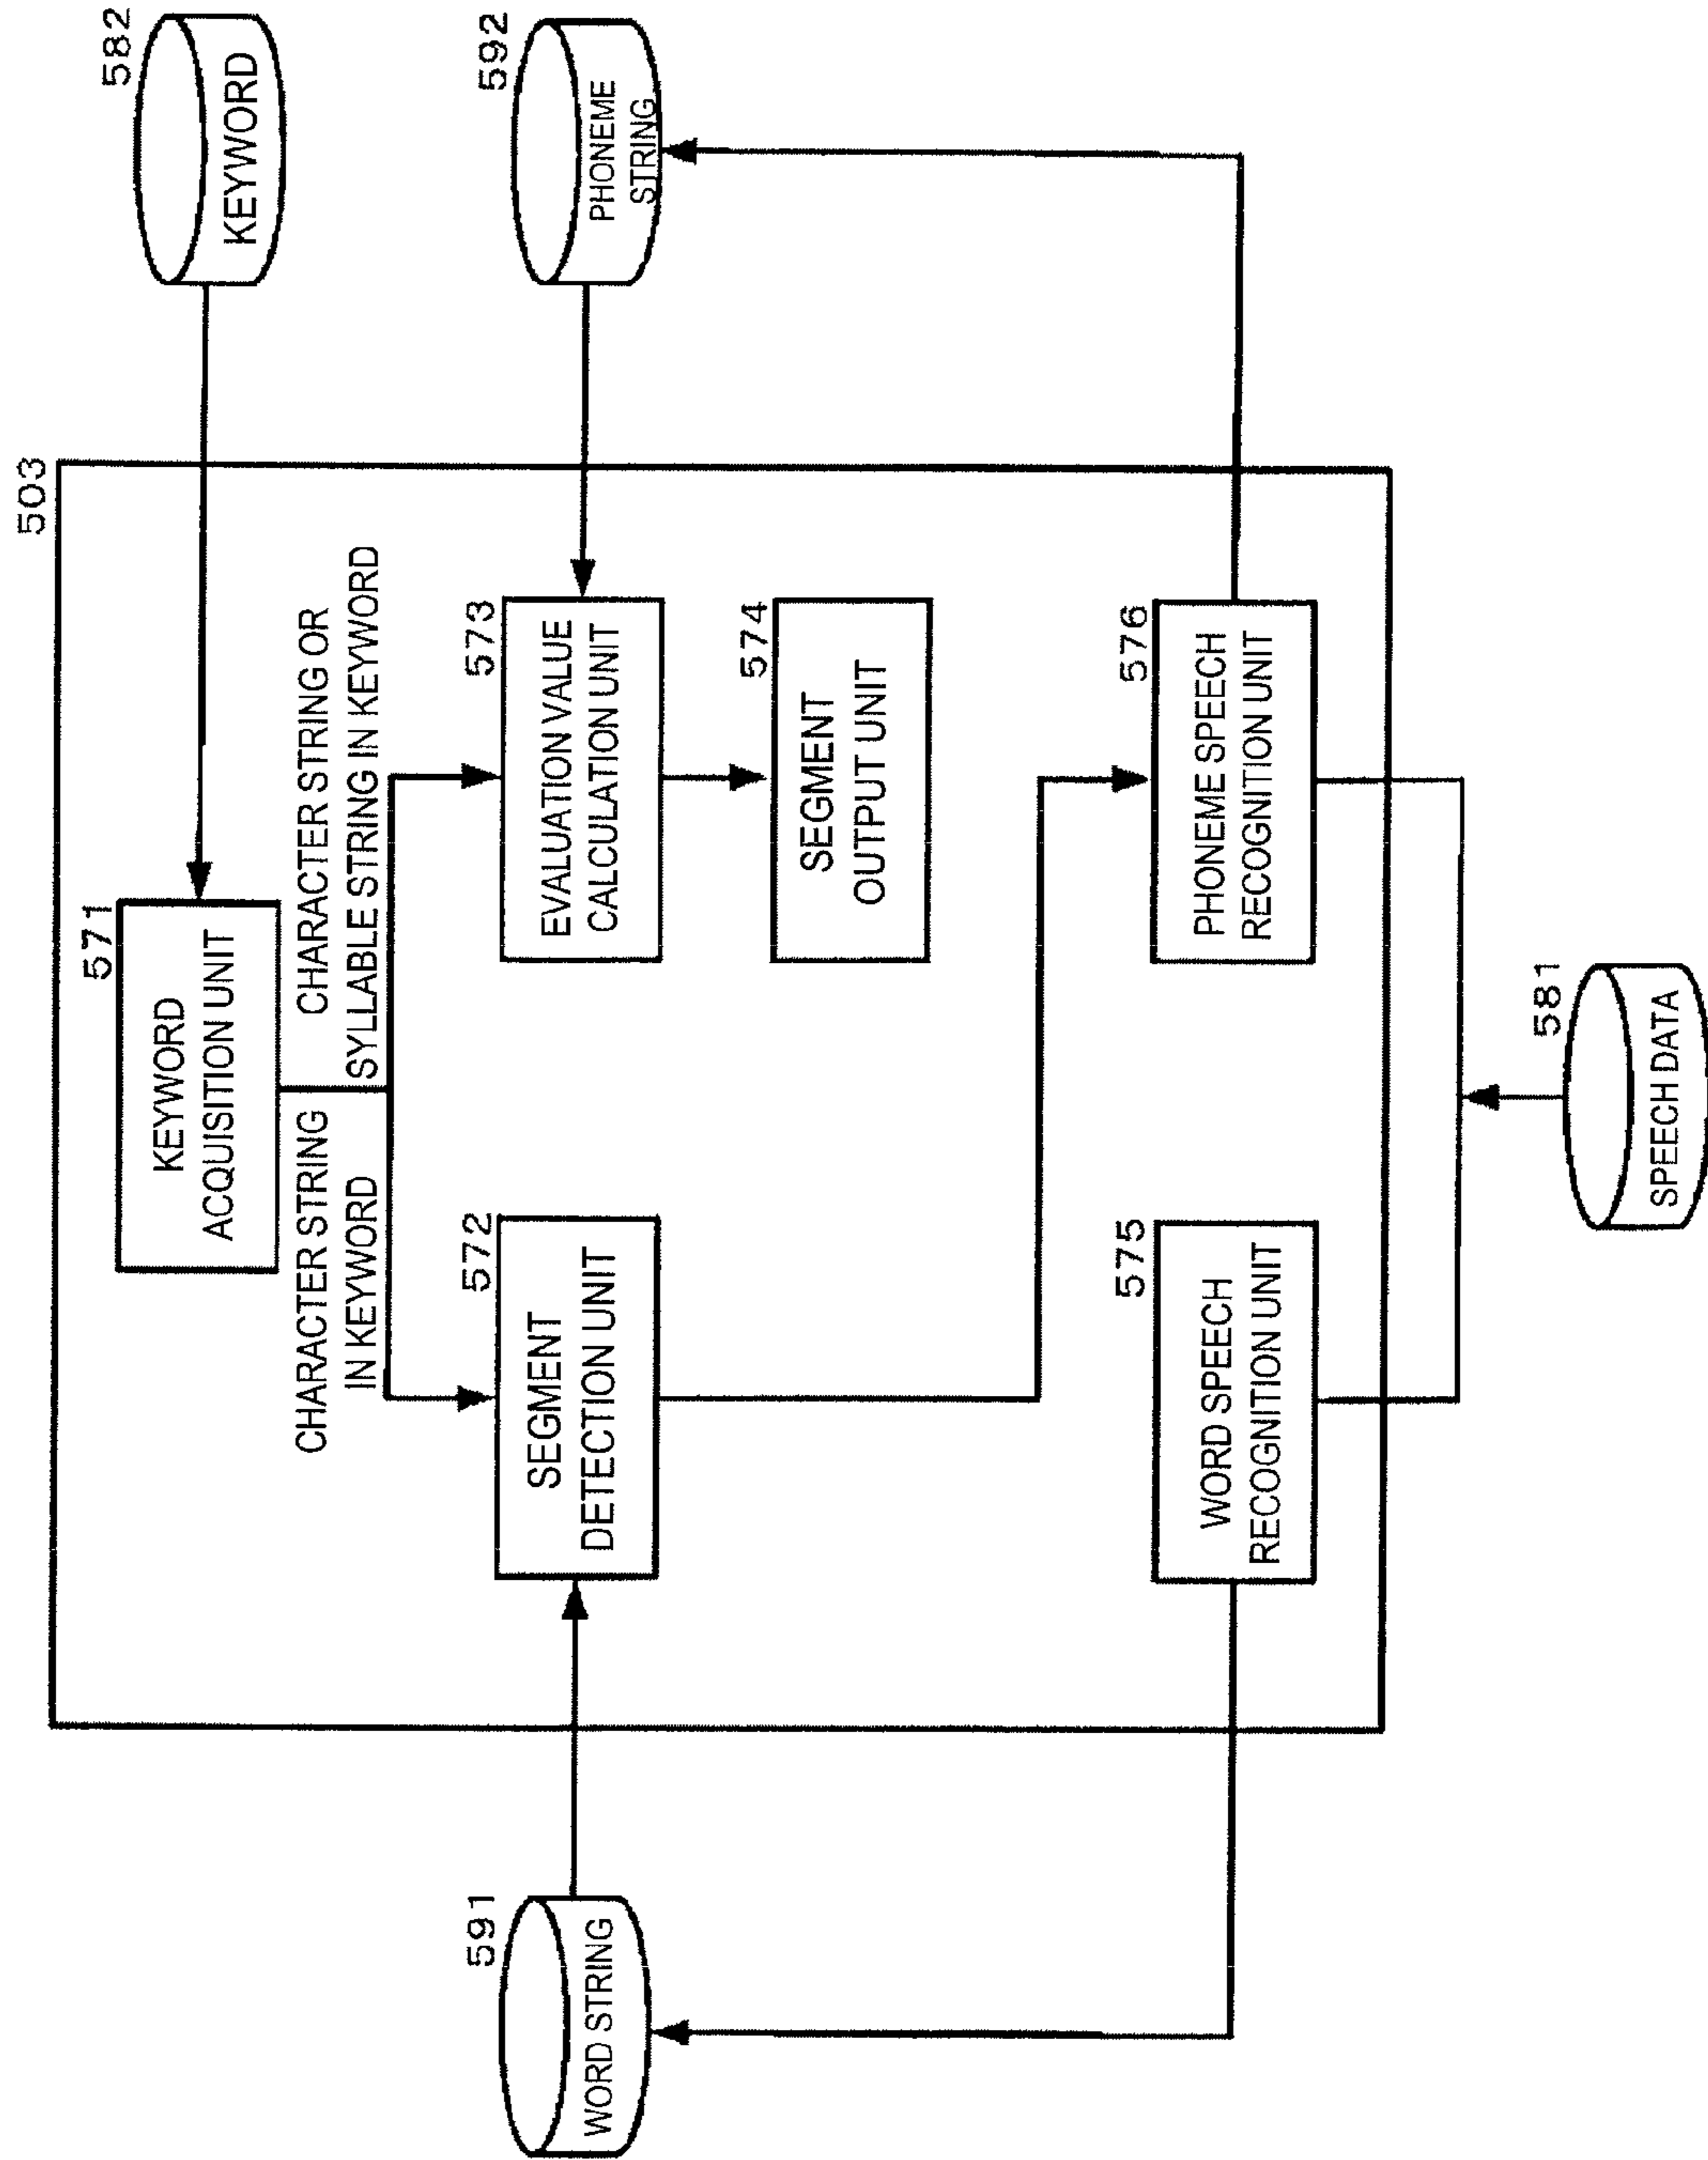 503
582
KEYWORD
571
KEYWORD
ACQUISITION UNIT
CHARACTER STRING
IN KEYWORD
CHARACTER STRING OR
SYLLABLE STRING IN KEYWORD
591
WORD STRING
572
SEGMENT
DETECTION UNIT
573
EVALUATION VALUE
CALCULATION UNIT
592
PHONEME
STRING
574
SEGMENT
OUTPUT UNIT
575
WORD SPEECH
RECOGNITION UNIT
576
PHONEME SPEECH
RECOGNITION UNIT
581
SPEECH DATA